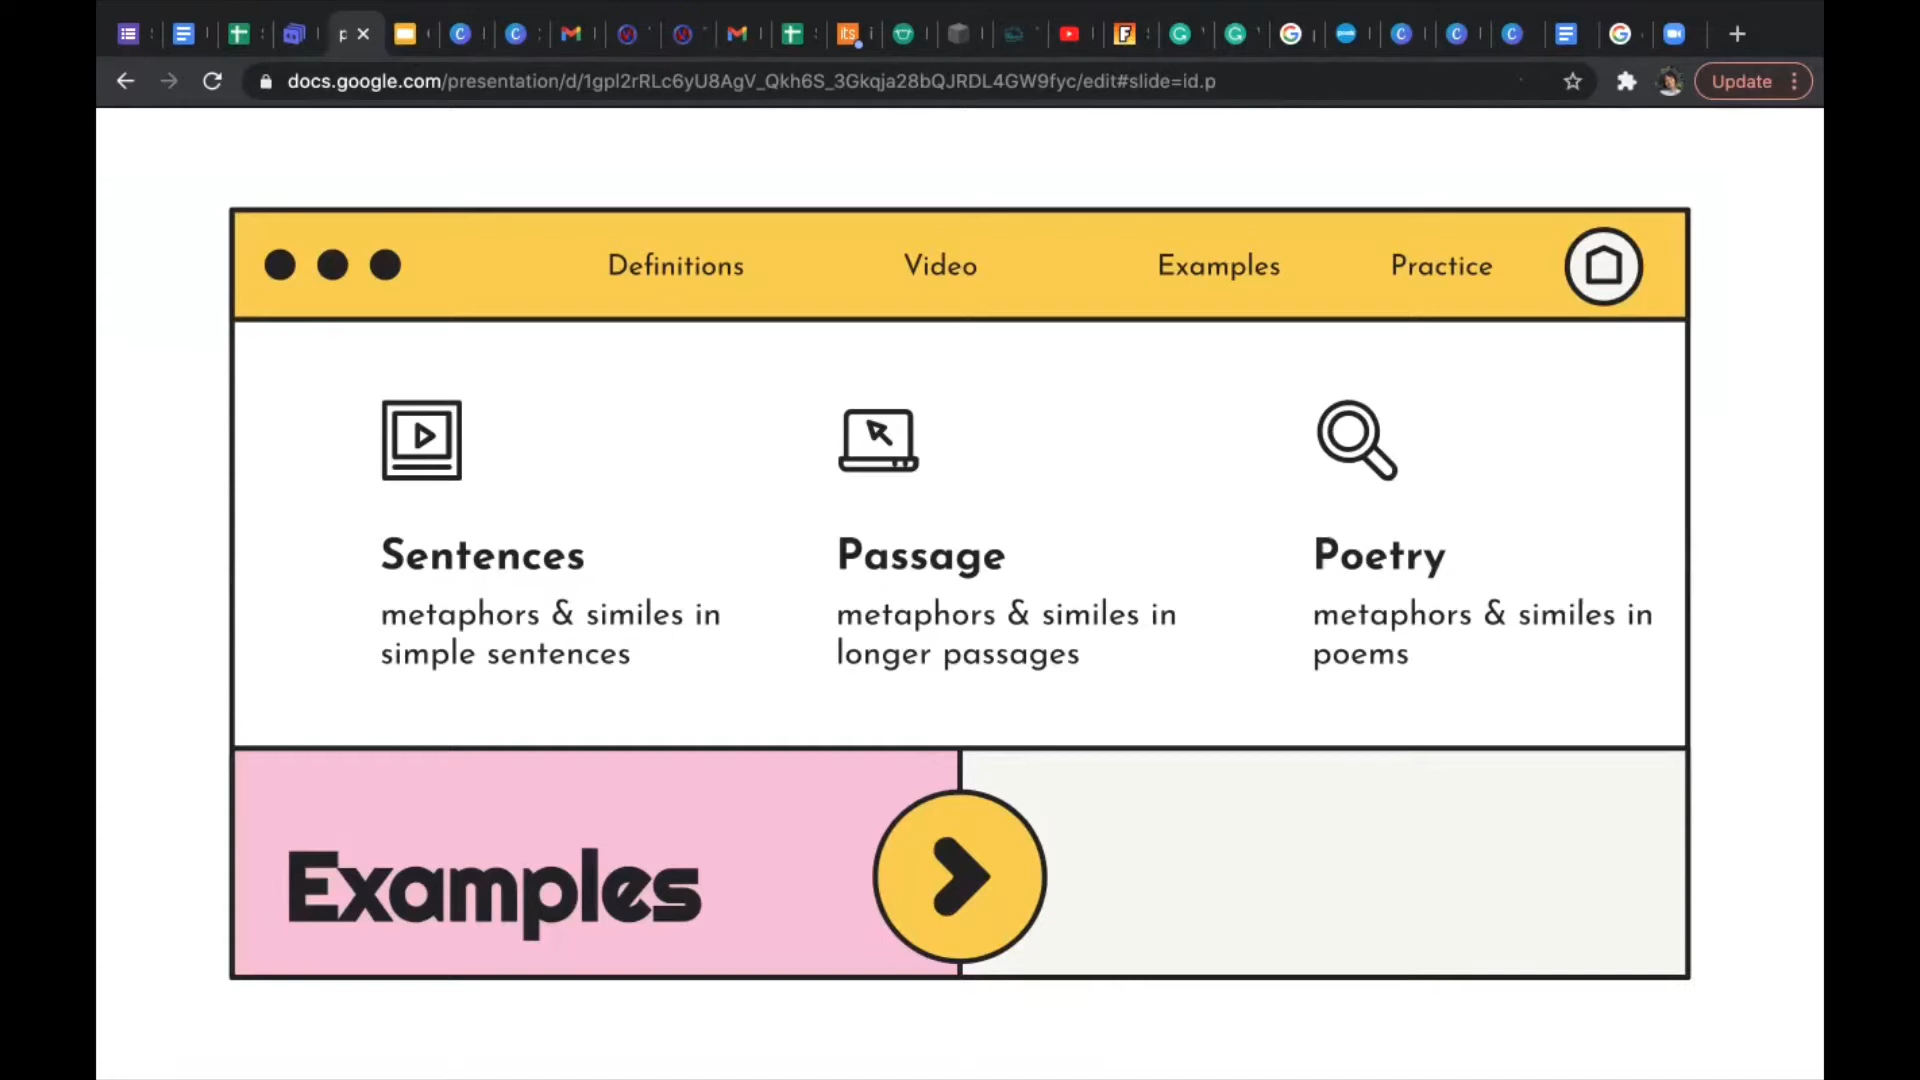 docs.google.com/presentation/d/1gpl2rRLc6yU8AgV_Qkh6S_3Gkqja28bQJRDL4GW9fyc/edit#slide=id.p
Update
Definitions Video Examples Practice
Sentences
metaphors & similes in
simple sentences
Passage
metaphors & similes in
longer passages
Poetry
metaphors & similes in
poems
Examples